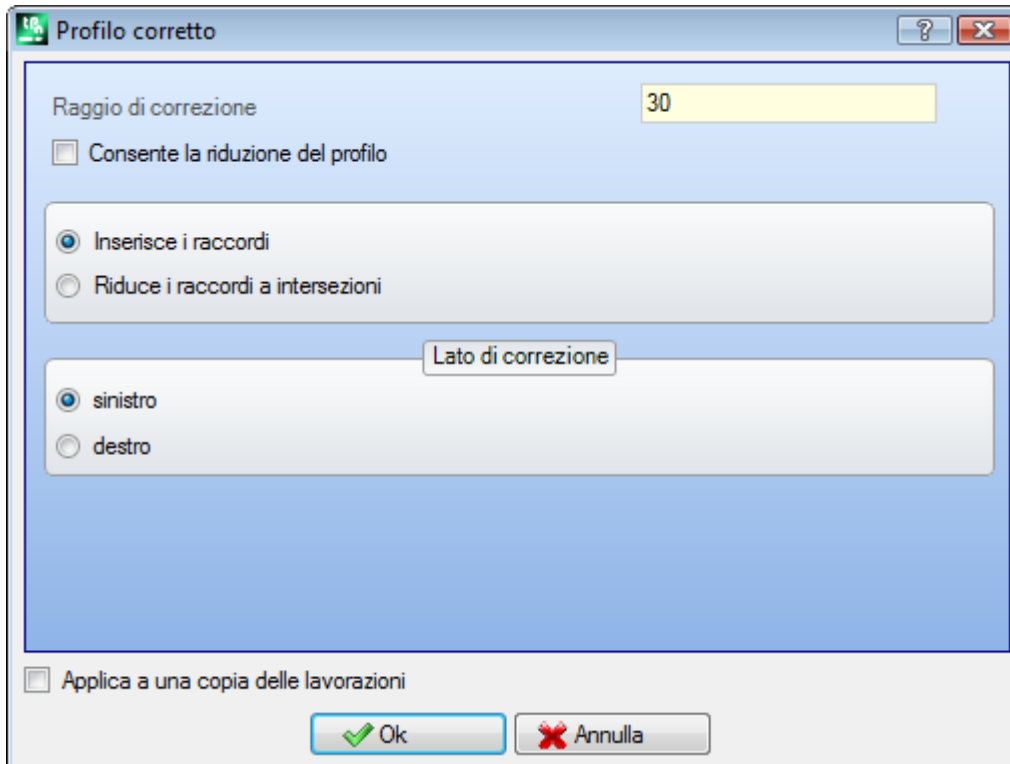 Profilo corretto
Raggio di correzione 30
Consente la riduzione del profilo
Inserisce i raccordi
Riduce i raccordi a intersezioni
Lato di correzione
sinistro
destro
Applica a una copia delle lavorazioni
Ok Annulla